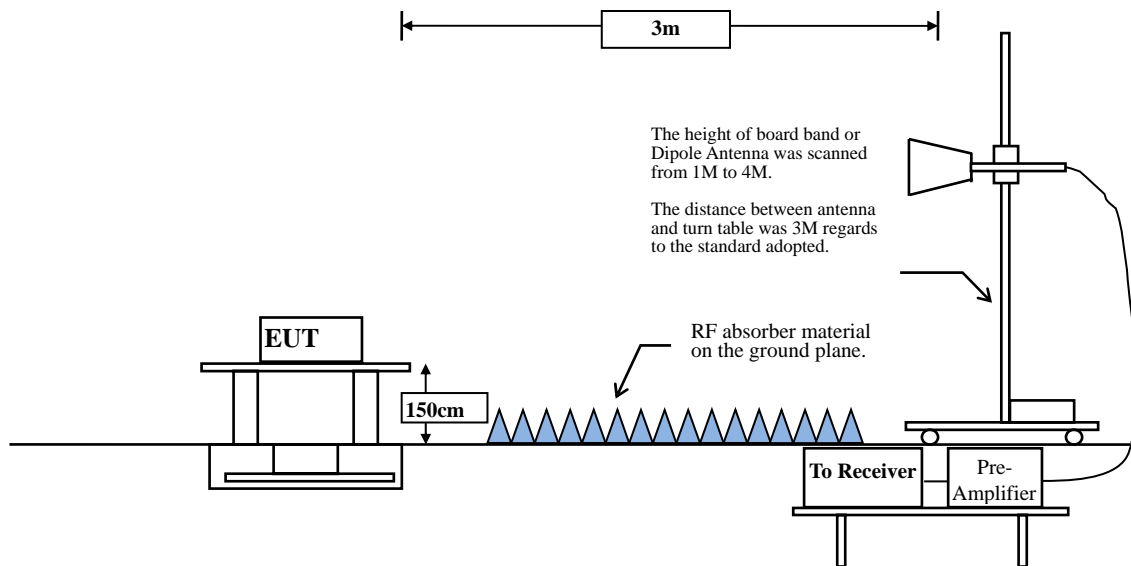 3m
The height of board band or
Dipole Antenna was scanned
from 1M to 4M.
The distance between antenna
and turn table was 3M regards
to the standard adopted.
EUT
RF absorber material
on the ground plane.
150cm
To Receiver
Pre-
Amplifier